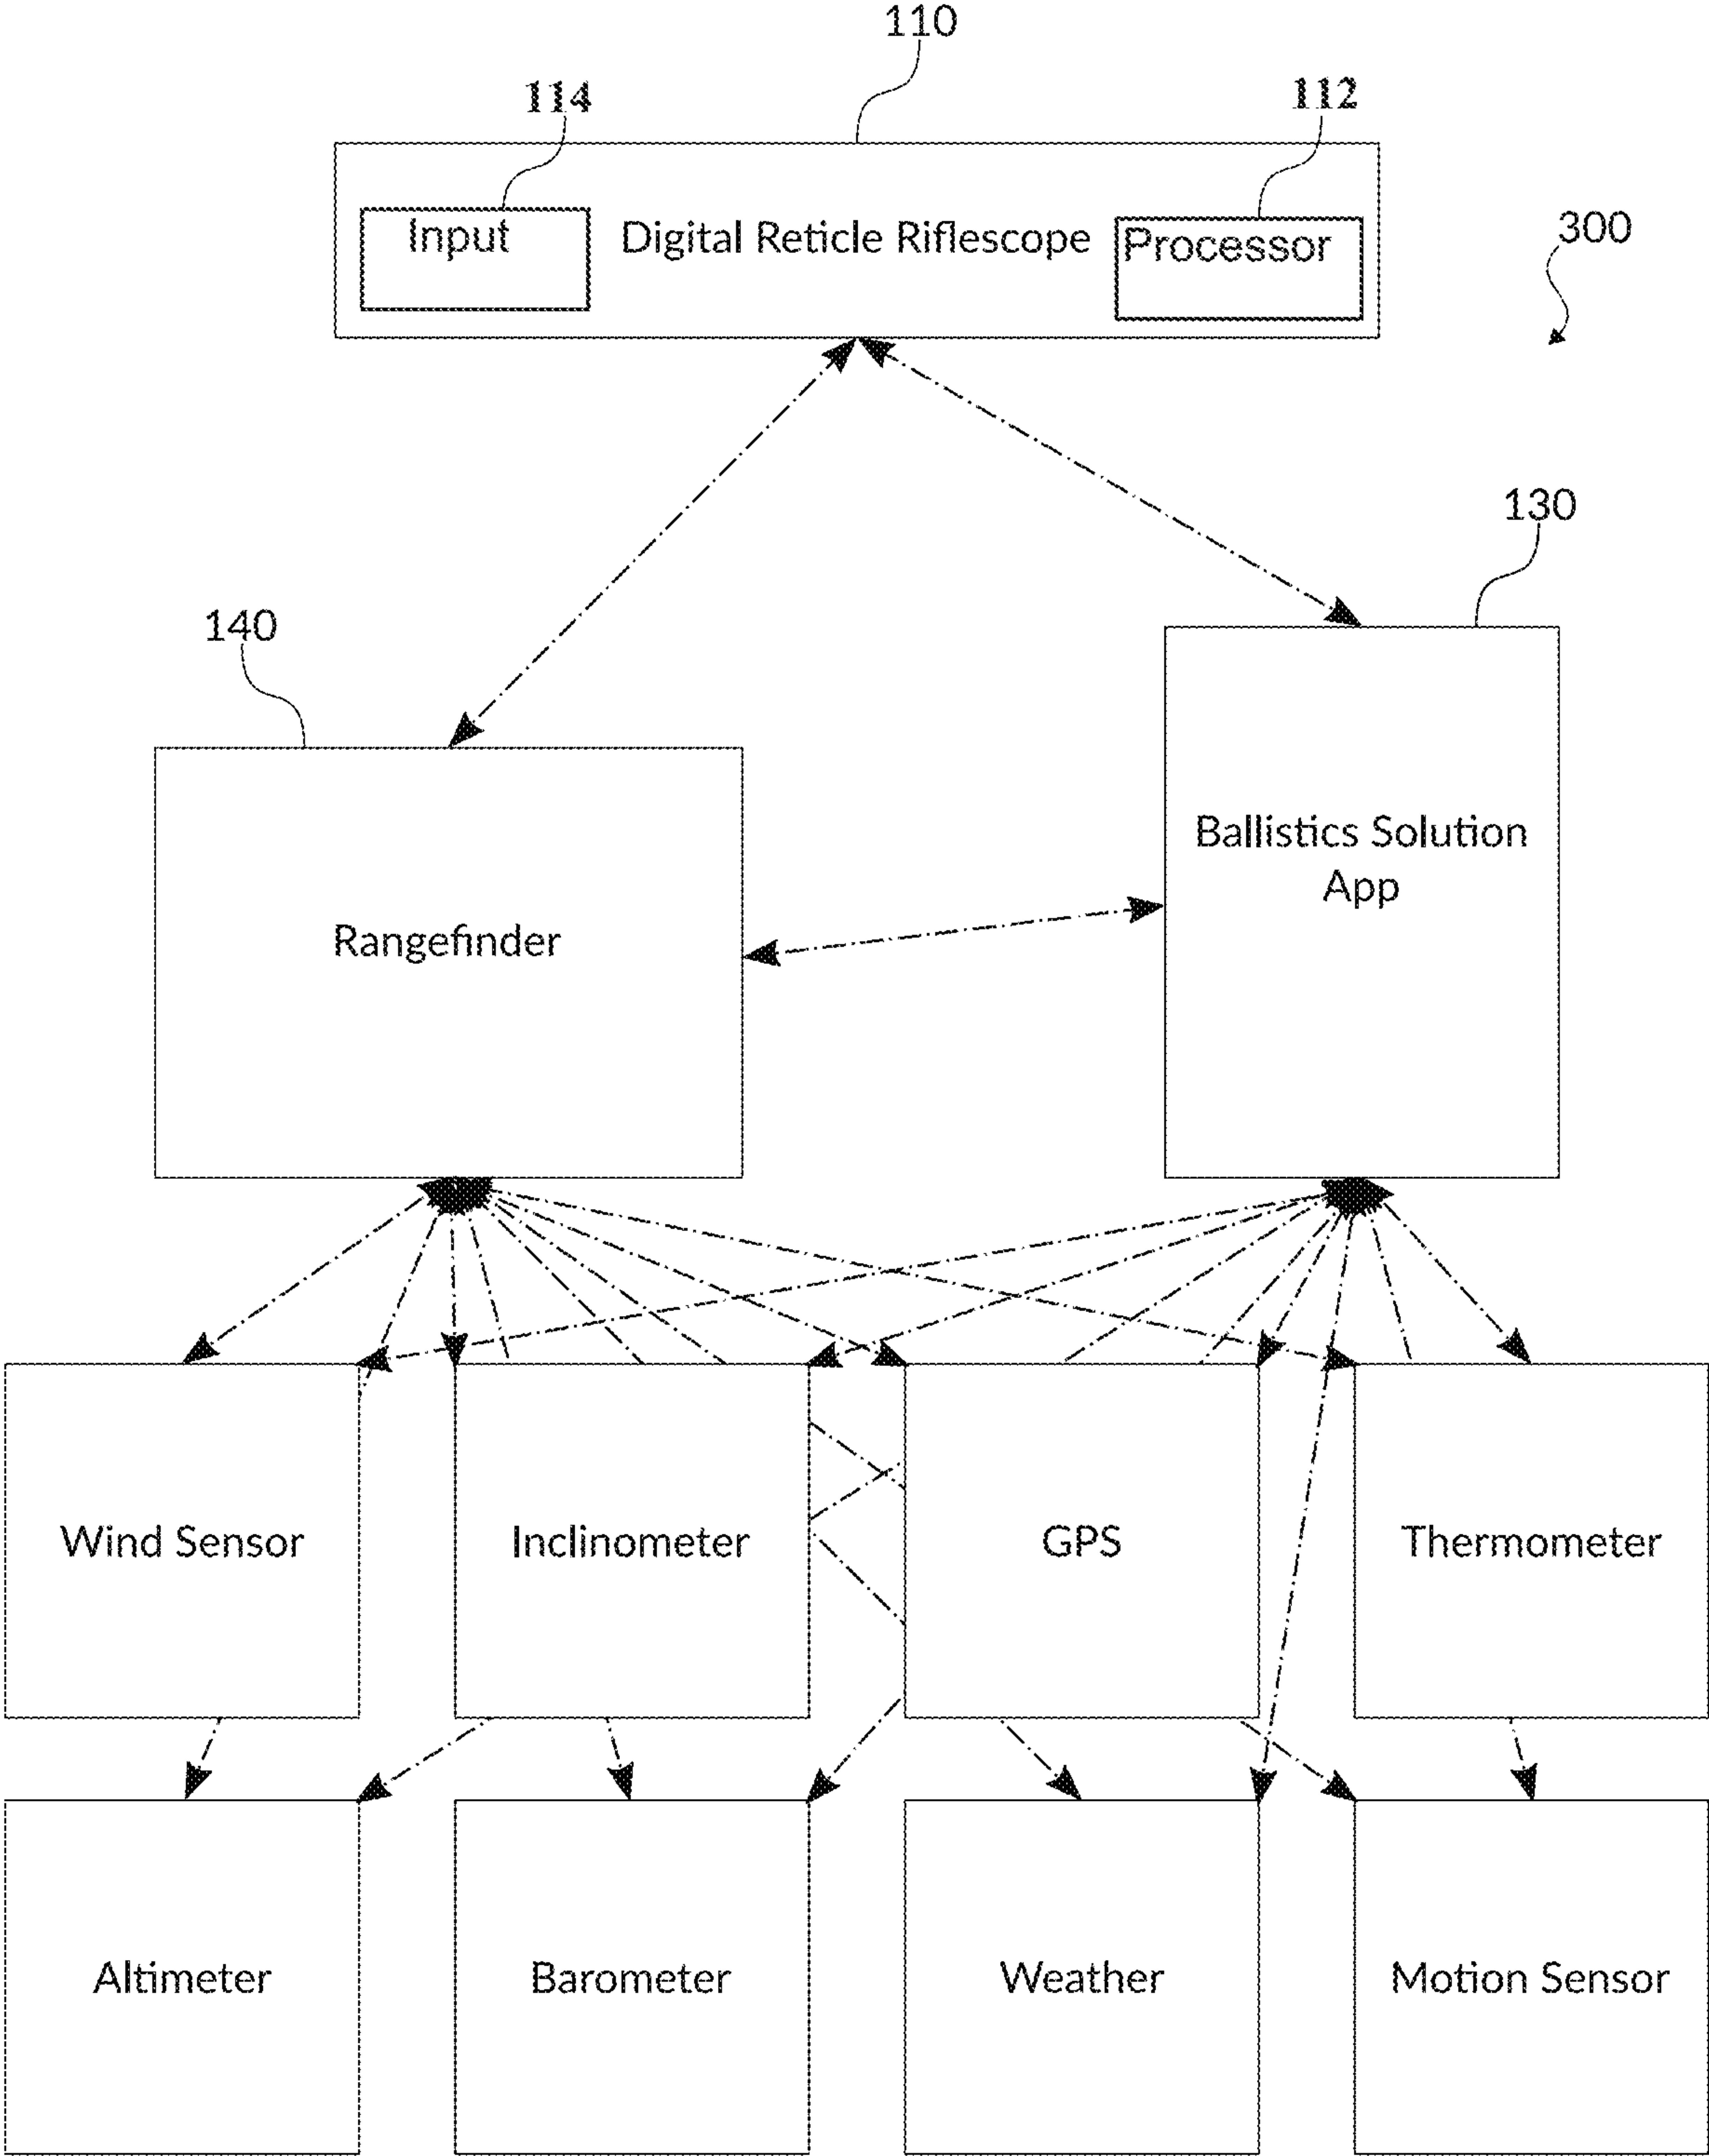 110
114
112
Input
Digital Reticle Riflescope
Processor
300
130
140
Ballistics Solution
App
Rangefinder
Wind Sensor
Inclinometer
GPS
Thermometer
Altimeter
Barometer
Weather
Motion Sensor